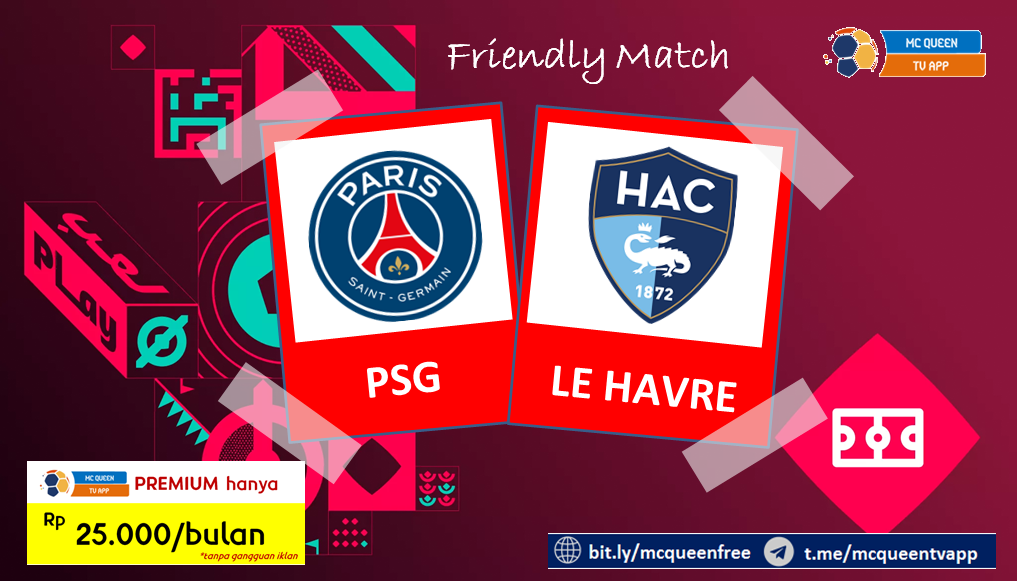 Friendly Match
MC QUEEN
TV APP
PARIS
SAINT - GERMAIN
HAC
1872
PLay
PSG
LE HAVRE
MC QUEEN
TV APP
PREMIUM hanya
Rp 25.000/bulan
*tanpa gangguan iklan
bit.ly/mcqueenfree
t.me/mcqueentvapp